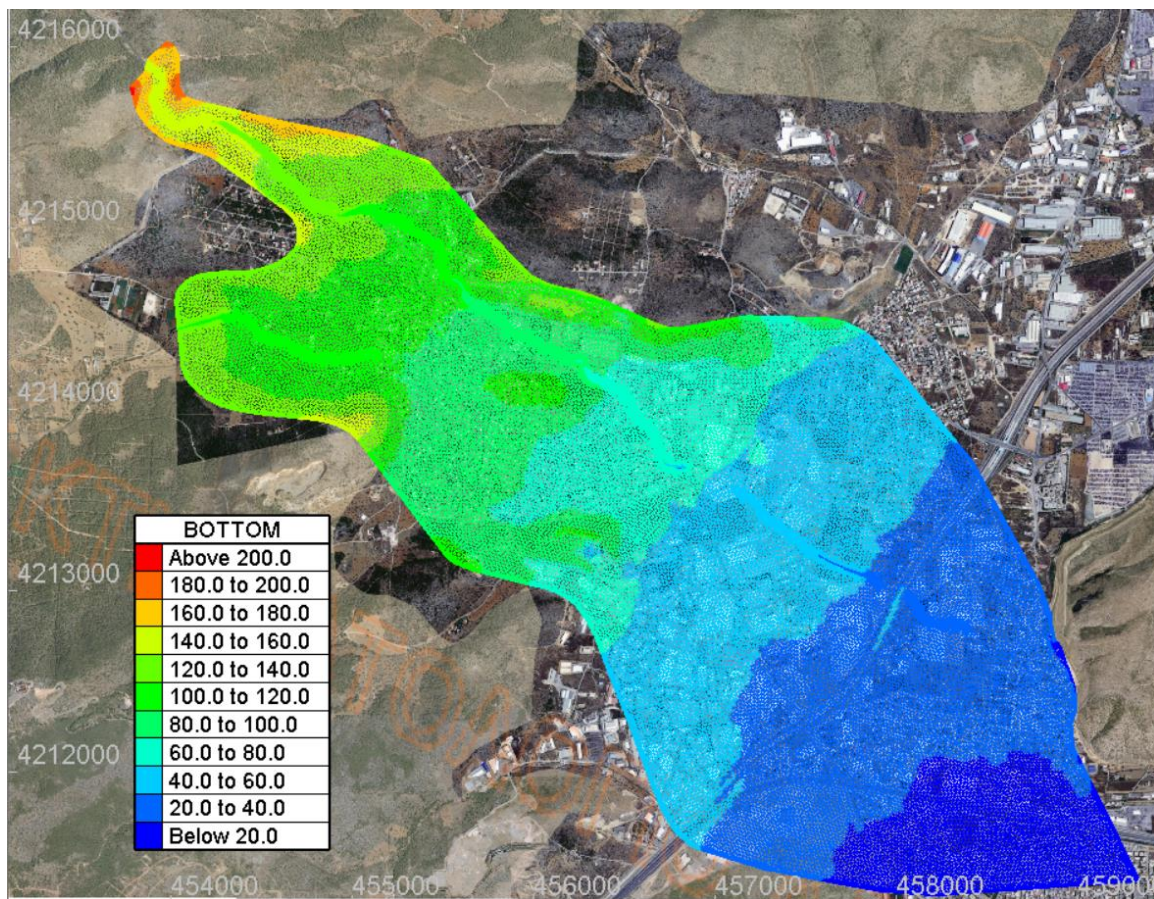 4216000
4215000
4214000
4213000
4212000
BOTTOM
Above 200.0
180.0 to 200.0
160.0 to 180.0
140.0 to 160.0
120.0 to 140.0
100.0 to 120.0
80.0 to 100.0
60.0 to 80.0
40.0 to 60.0
20.0 to 40.0
Below 20.0
454000 455000 456000 457000 458000